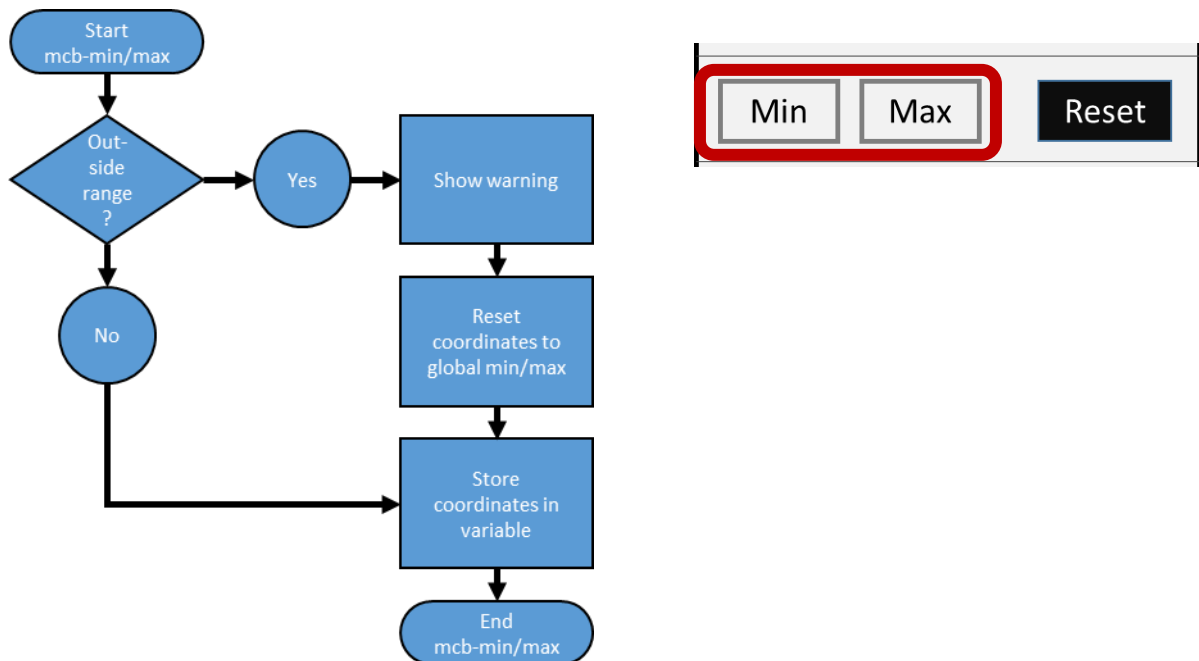 Start
mcb-min/max
Out-
side
range
?
Yes
Show warning
No
Reset
coordinates to
global min/max
Store
coordinates in
variable
End
mcb-min/max
Min
Max
Reset